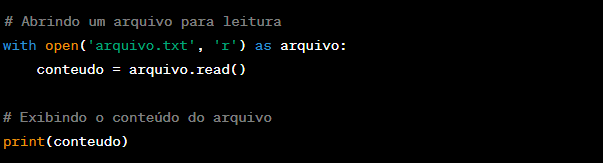 # Abrindo um arquivo para leitura
with open('arquivo.txt', 'r') as arquivo:
    conteudo = arquivo.read()

# Exibindo o conteúdo do arquivo
print(conteudo)